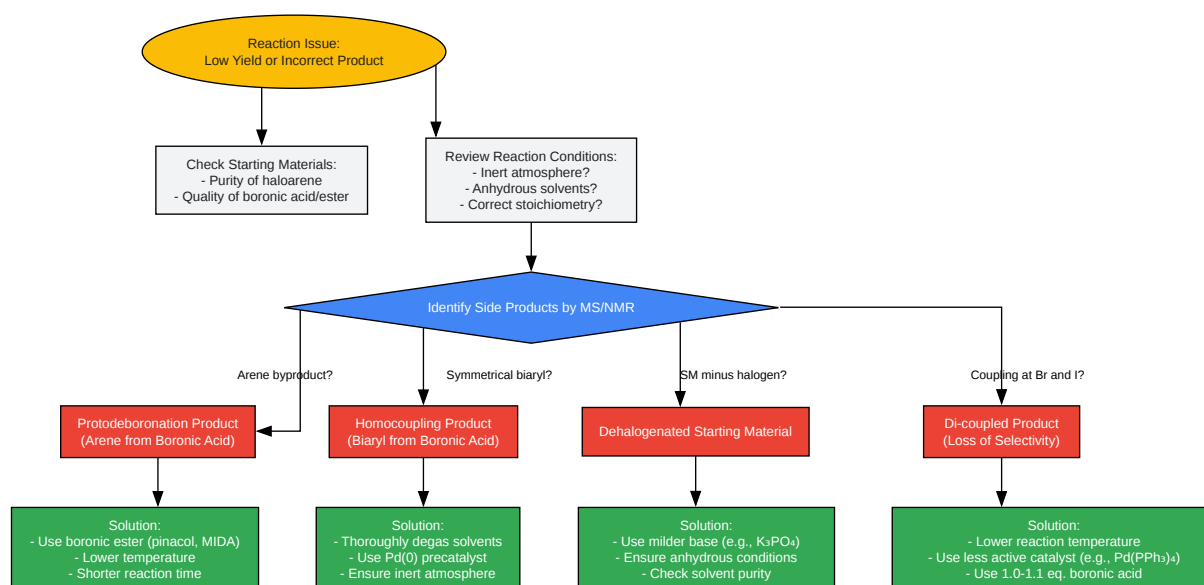 Reaction Issue:
Low Yield or Incorrect Product
Check Starting Materials:
- Purity of haloarene
- Quality of boronic acid/ester
Review Reaction Conditions:
- Inert atmosphere?
- Anhydrous solvents?
- Correct stoichiometry?
Identify Side Products by MS/NMR
Arene byproduct?
Symmetrical biaryl?
SM minus halogen?
Coupling at Br and I?
Protodeboronation Product
(Arene from Boronic Acid)
Homocoupling Product
(Biaryl from Boronic Acid)
Dehalogenated Starting Material
Di-coupled Product
(Loss of Selectivity)
Solution:
- Use boronic ester (pinacol, MIDA)
- Lower temperature
- Shorter reaction time
Solution:
- Thoroughly degas solvents
- Use Pd(0) precatalyst
- Ensure inert atmosphere
Solution:
- Use milder base (e.g., K₃PO₄)
- Ensure anhydrous conditions
- Check solvent purity
Solution:
- Lower reaction temperature
- Use less active catalyst (e.g., Pd(PPh₃)₄)
- Use 1.0-1.1 eq. boronic acid